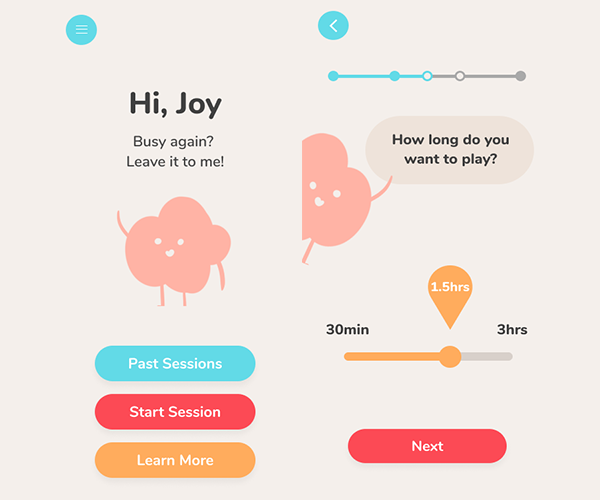 Hi, Joy
Busy again?
Leave it to me!
Past Sessions
Start Session
Learn More
How long do you
want to play?
1.5hrs
30min
3hrs
Next